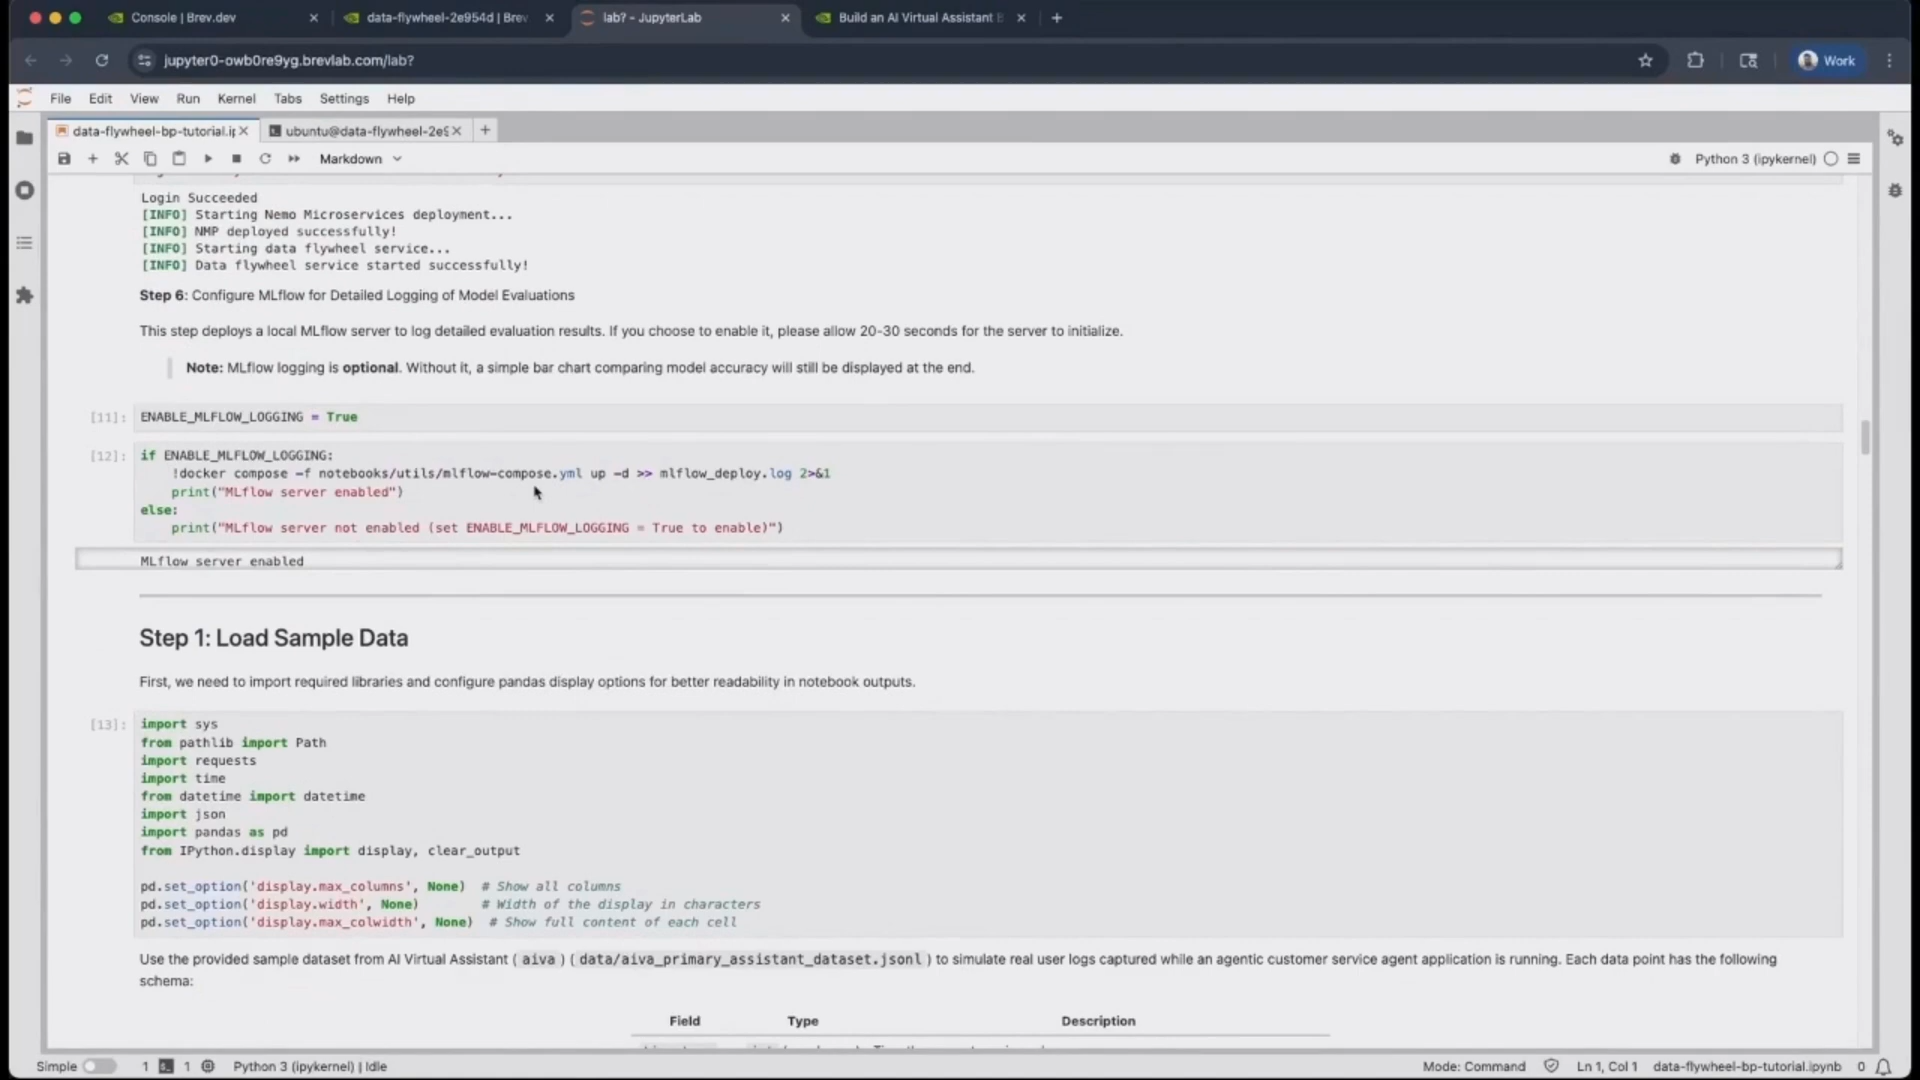 Console | Brev.dev
data-flywheel-2e954d | Brev
lab? - JupyterLab
Build an AI Virtual Assistant
jupyter0-owb0re9yg.brevlab.com/lab?
Work
File Edit View Run Kernel Tabs Settings Help
data-flywheel-bp-tutorial.ip
ubuntu@data-flywheel-2e9
Markdown
Python 3 (ipykernel)
Login Succeeded
[INFO] Starting Nemo Microservices deployment...
[INFO] NMP deployed successfully!
[INFO] Starting data flywheel service...
[INFO] Data flywheel service started successfully!
Step 6: Configure MLflow for Detailed Logging of Model Evaluations
This step deploys a local MLflow server to log detailed evaluation results. If you choose to enable it, please allow 20-30 seconds for the server to initialize.
Note: MLflow logging is optional. Without it, a simple bar chart comparing model accuracy will still be displayed at the end.
[11]: ENABLE_MLFLOW_LOGGING = True
[12]: if ENABLE_MLFLOW_LOGGING:
!docker compose -f notebooks/utils/mlflow-compose.yml up -d >> mlflow_deploy.log 2>&1
print("MLflow server enabled")
else:
print("MLflow server not enabled (set ENABLE_MLFLOW_LOGGING = True to enable)")
MLflow server enabled
Step 1: Load Sample Data
First, we need to import required libraries and configure pandas display options for better readability in notebook outputs.
[13]: import sys
from pathlib import Path
import requests
import time
from datetime import datetime
import json
import pandas as pd
from IPython.display import display, clear_output
pd.set_option('display.max_columns', None) # Show all columns
pd.set_option('display.width', None) # Width of the display in characters
pd.set_option('display.max_colwidth', None) # Show full content of each cell
Use the provided sample dataset from AI Virtual Assistant ( aiva ) ( data/aiva_primary_assistant_dataset.jsonl ) to simulate real user logs captured while an agentic customer service agent application is running. Each data point has the following
schema:
Field Type Description
Simple 1 1 Python 3 (ipykernel) | Idle
Mode: Command Ln 1, Col 1 data-flywheel-bp-tutorial.ipynb 0